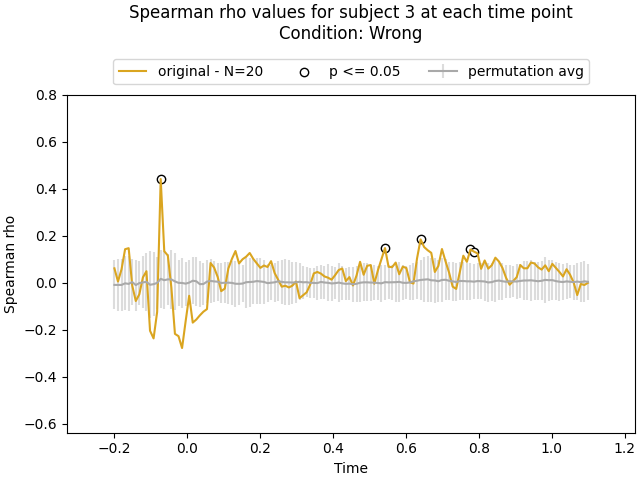 Spearman rho values for subject 3 at each time point
Condition: Wrong
original - N=20 p <= 0.05 permutation avg
0.8
0.6
0.4
0.2
0.0
−0.2
−0.4
−0.6
Spearman rho
−0.2 0.0 0.2 0.4 0.6 0.8 1.0 1.2
Time